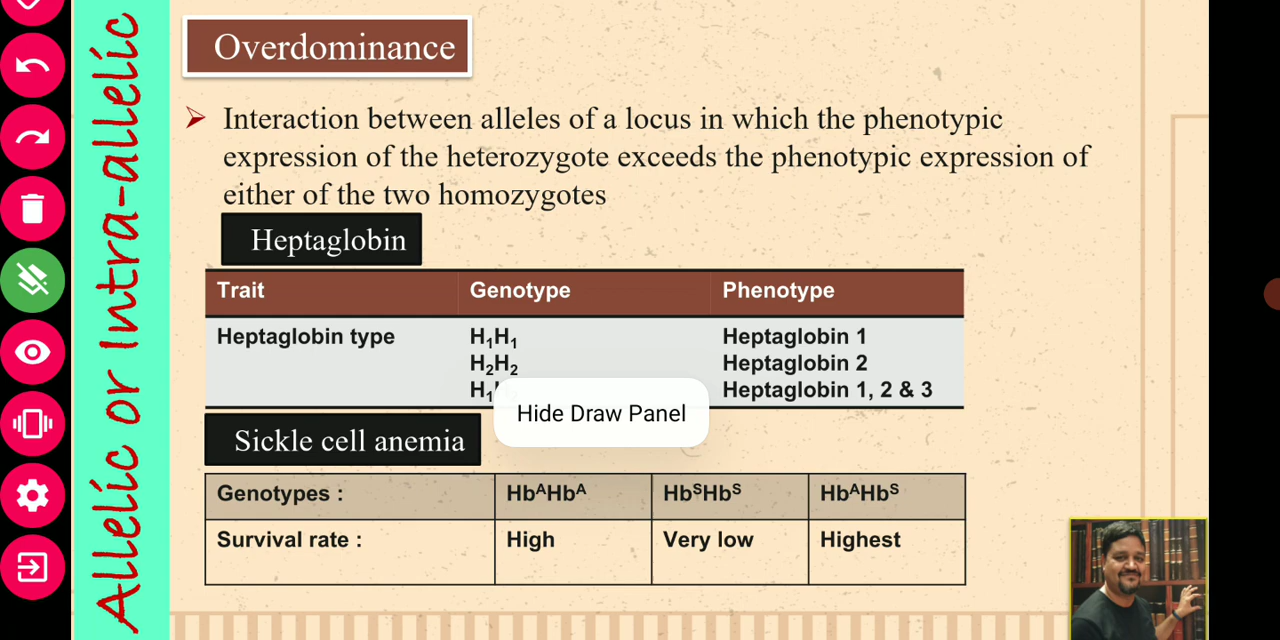 Allelic or Intra-allelic
Overdominance
Interaction between alleles of a locus in which the phenotypic
expression of the heterozygote exceeds the phenotypic expression of
either of the two homozygotes
Heptaglobin
Trait Genotype Phenotype
Heptaglobin type H₁H₁ Heptaglobin 1
H₂H₂ Heptaglobin 2
H₁ Heptaglobin 1, 2 & 3
Hide Draw Panel
Sickle cell anemia
Genotypes : HbᴬHbᴬ HbˢHbˢ HbᴬHbˢ
Survival rate : High Very low Highest